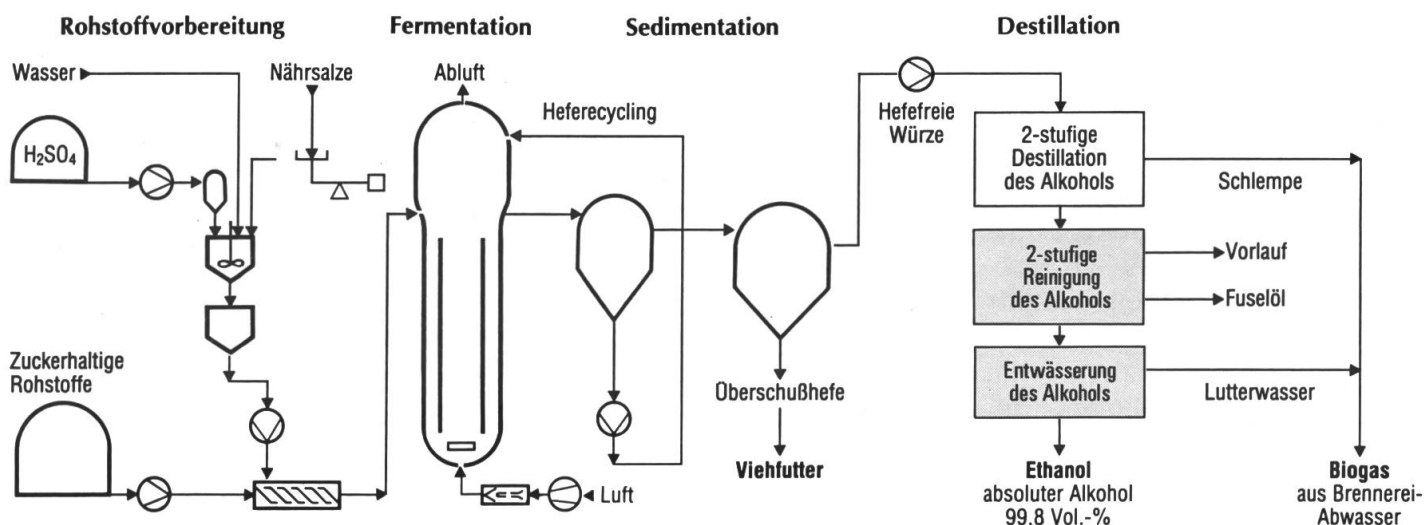 Rohstoffvorbereitung
Fermentation
Sedimentation
Destillation
Wasser
Nährsalze
Abluft
Heferecycling
H₂SO₄
Hefefreie
Würze
2-stufige
Destillation
des Alkohols
Schlempe
2-stufige
Reinigung
des Alkohols
Vorlauf
Fuselöl
Zuckerhaltige
Rohstoffe
Entwässerung
des Alkohols
Lutterwasser
Überschußhefe
Viehfutter
Luft
Ethanol
absoluter Alkohol
99,8 Vol.-%
Biogas
aus Brennerei-
Abwasser